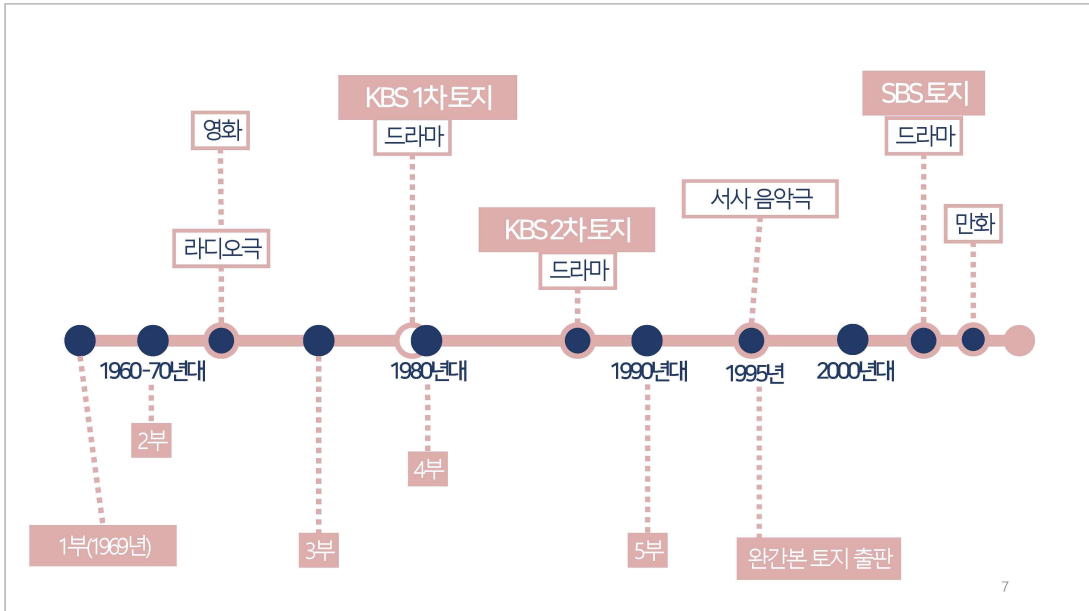 KBS 1차 토지
드라마
SBS 토지
드라마
영화
서사 음악극
라디오극
KBS 2차 토지
드라마
만화
1960-70년대
1980년대
1990년대
1995년
2000년대
2부
4부
1부(1969년)
3부
5부
완간본 토지 출판
7